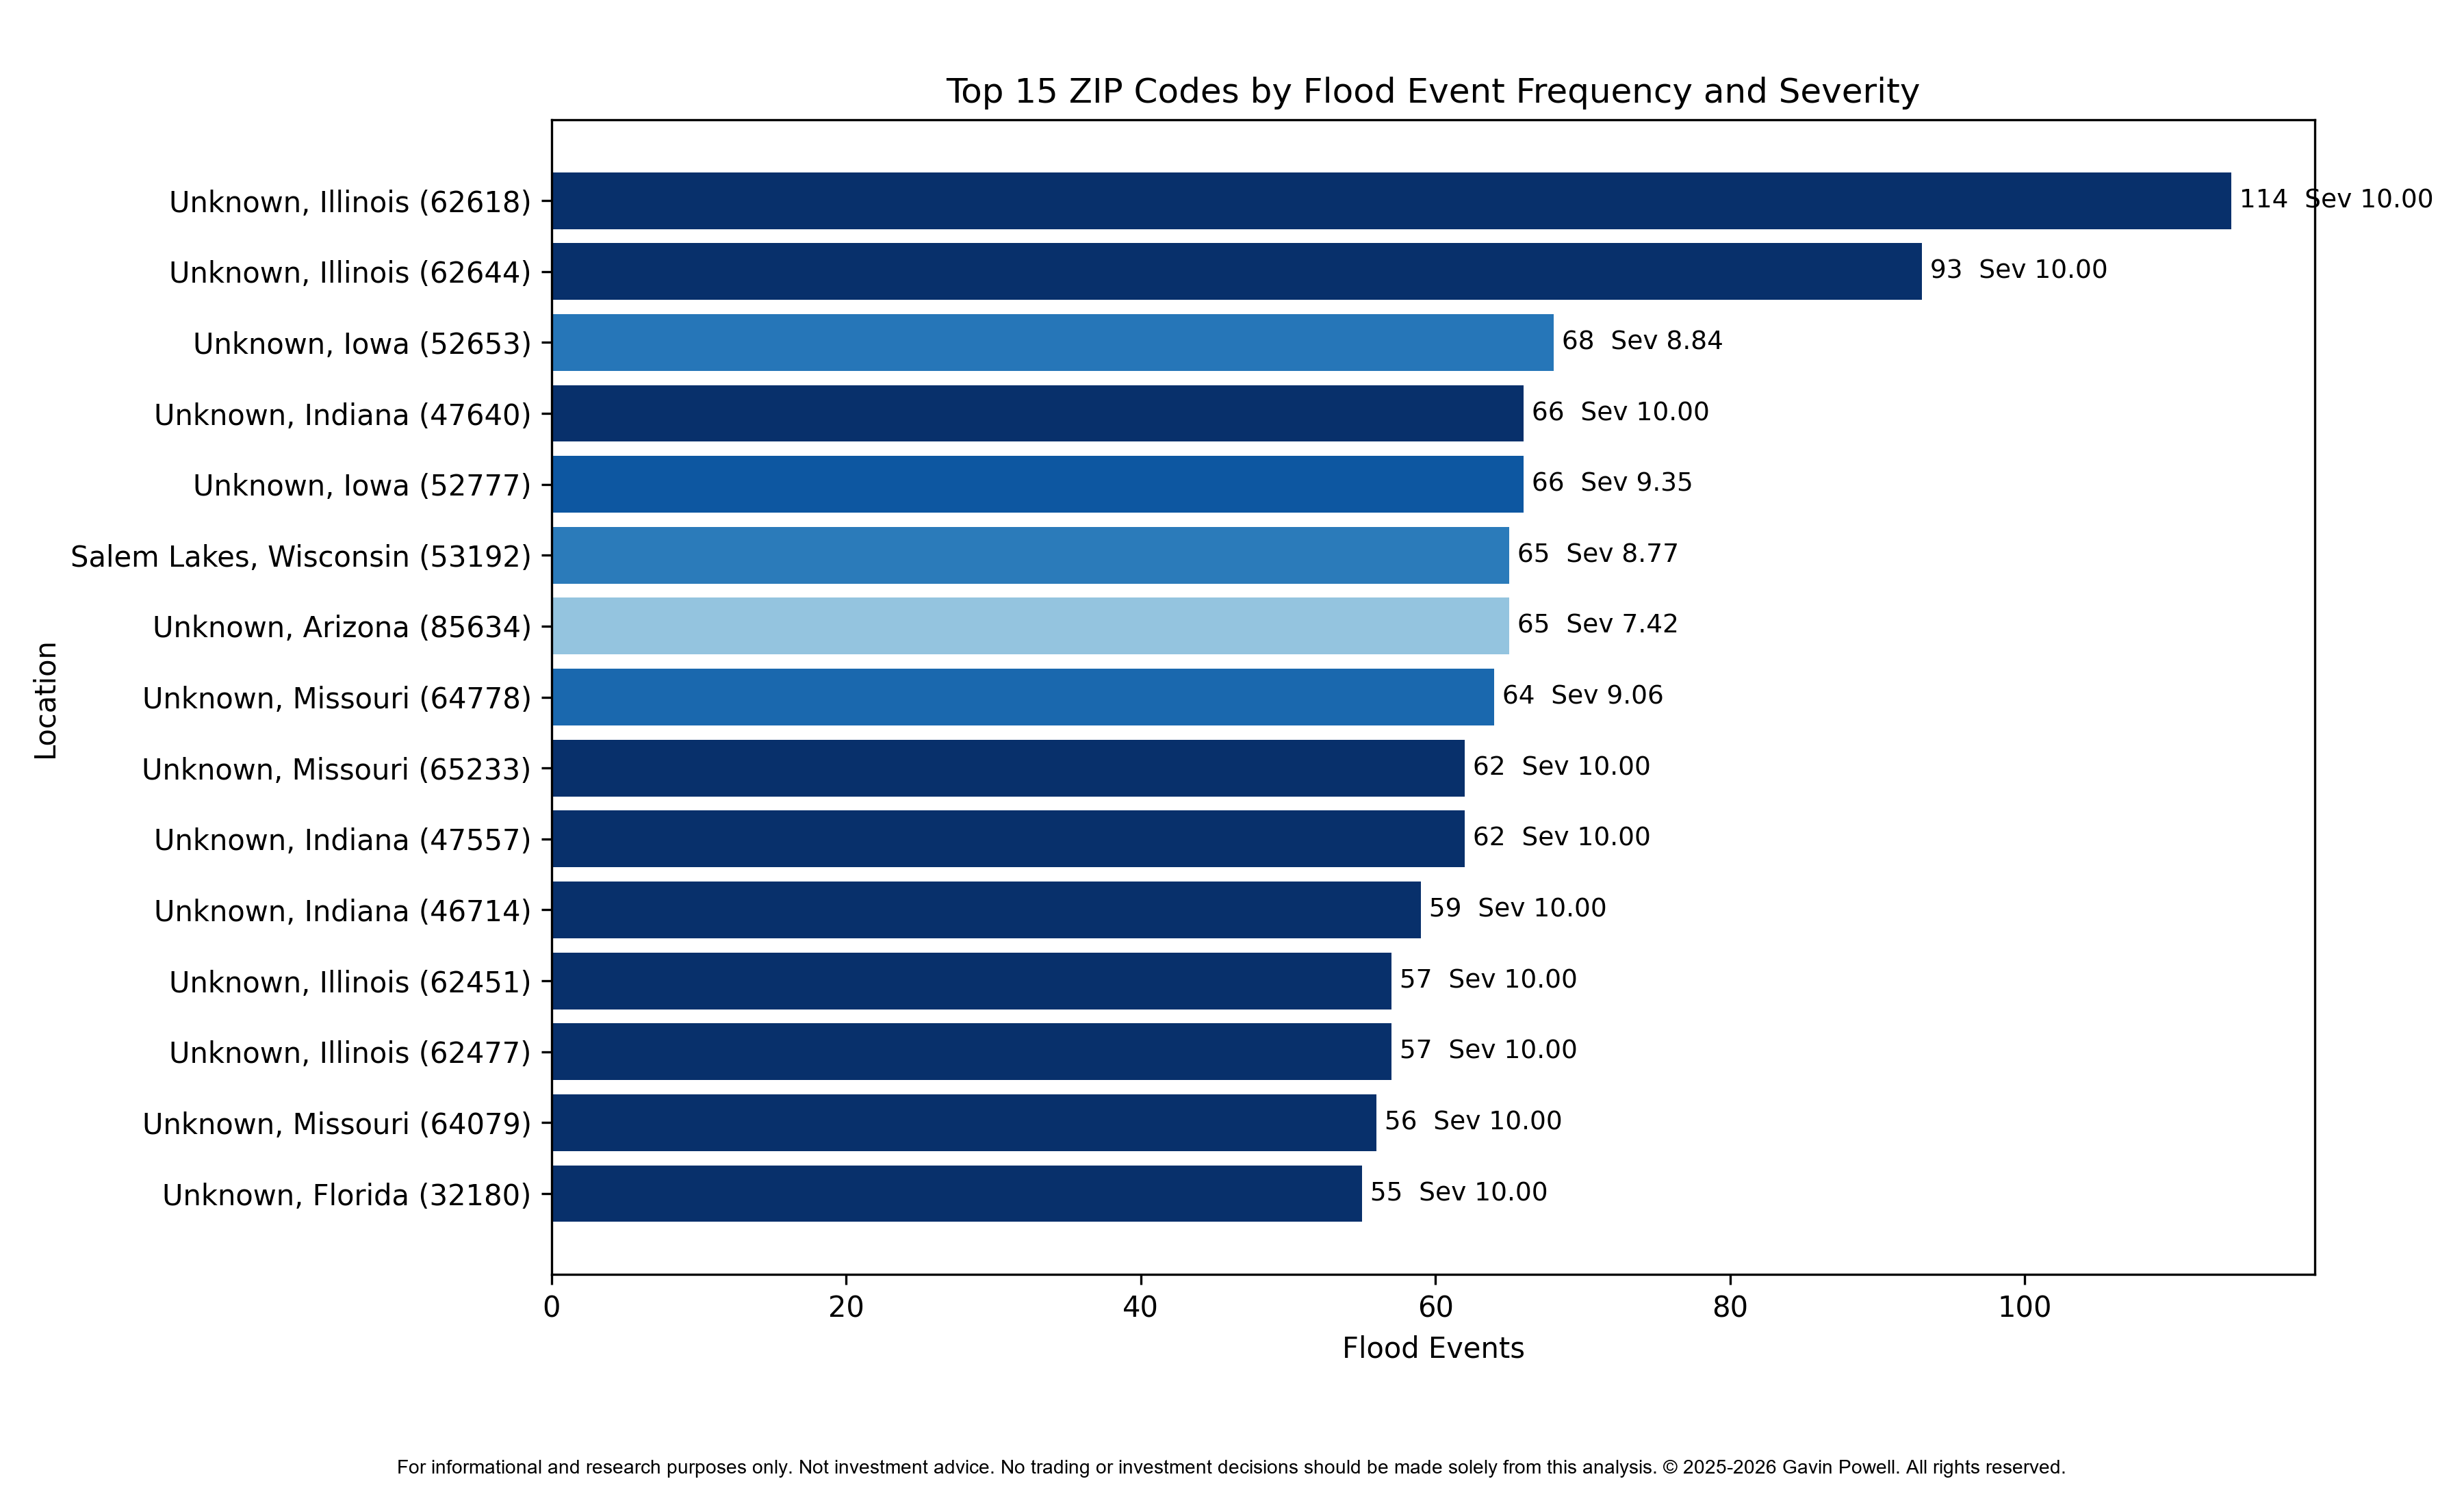 Top 15 ZIP Codes by Flood Event Frequency and Severity
Location
Unknown, Illinois (62618) 114 Sev 10.00
Unknown, Illinois (62644) 93 Sev 10.00
Unknown, Iowa (52653) 68 Sev 8.84
Unknown, Indiana (47640) 66 Sev 10.00
Unknown, Iowa (52777) 66 Sev 9.35
Salem Lakes, Wisconsin (53192) 65 Sev 8.77
Unknown, Arizona (85634) 65 Sev 7.42
Unknown, Missouri (64778) 64 Sev 9.06
Unknown, Missouri (65233) 62 Sev 10.00
Unknown, Indiana (47557) 62 Sev 10.00
Unknown, Indiana (46714) 59 Sev 10.00
Unknown, Illinois (62451) 57 Sev 10.00
Unknown, Illinois (62477) 57 Sev 10.00
Unknown, Missouri (64079) 56 Sev 10.00
Unknown, Florida (32180) 55 Sev 10.00
0 20 40 60 80 100
Flood Events
For informational and research purposes only. Not investment advice. No trading or investment decisions should be made solely from this analysis. © 2025-2026 Gavin Powell. All rights reserved.